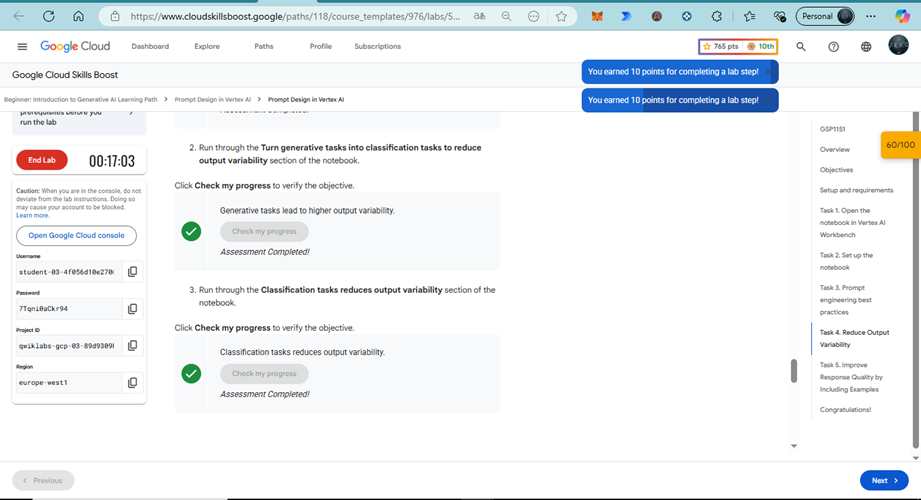 https://www.cloudskillsboost.google/paths/118/course_templates/976/labs/5...
Personal
Google Cloud
Dashboard
Explore
Paths
Profile
Subscriptions
765 pts
10th
Google Cloud Skills Boost
You earned 10 points for completing a lab step!
You earned 10 points for completing a lab step!
Beginner: Introduction to Generative AI Learning Path > Prompt Design in Vertex AI > Prompt Design in Vertex AI
prerequisites before you
run the lab
End Lab
00:17:03
Caution: When you are in the console, do not
deviate from the lab instructions. Doing so
may cause your account to be blocked.
Learn more.
Open Google Cloud console
Username
student-03-4f056d10e270
Password
7Tqni0aCkr94
Project ID
qwiklabs-gcp-03-89d9309
Region
europe-west1
Assessment Completed!
2. Run through the Turn generative tasks into classification tasks to reduce
output variability section of the notebook.
Click Check my progress to verify the objective.
Generative tasks lead to higher output variability.
Check my progress
Assessment Completed!
3. Run through the Classification tasks reduces output variability section of the
notebook.
Click Check my progress to verify the objective.
Classification tasks reduces output variability.
Check my progress
Assessment Completed!
GSP1151
60/100
Overview
Objectives
Setup and requirements
Task 1. Open the
notebook in Vertex AI
Workbench
Task 2. Set up the
notebook
Task 3. Prompt
engineering best
practices
Task 4. Reduce Output
Variability
Task 5. Improve
Response Quality by
Including Examples
Congratulations!
Previous
Next